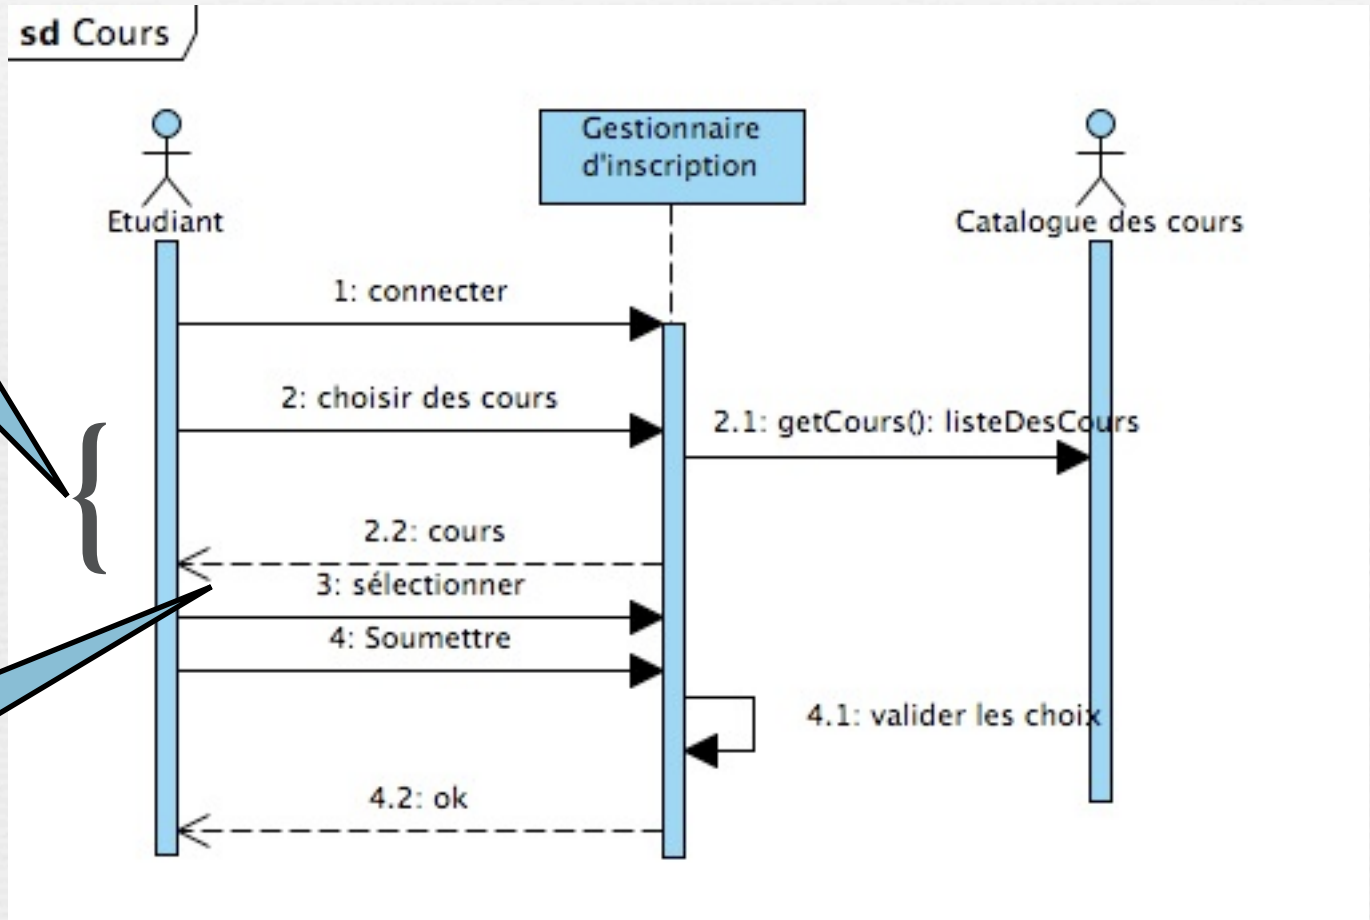 sd Cours
Gestionnaire
d'inscription
Etudiant
Catalogue des cours
1: connecter
2: choisir des cours
2.1: getCours(): listeDesCours
2.2: cours
3: sélectionner
4: Soumettre
4.1: valider les choix
4.2: ok